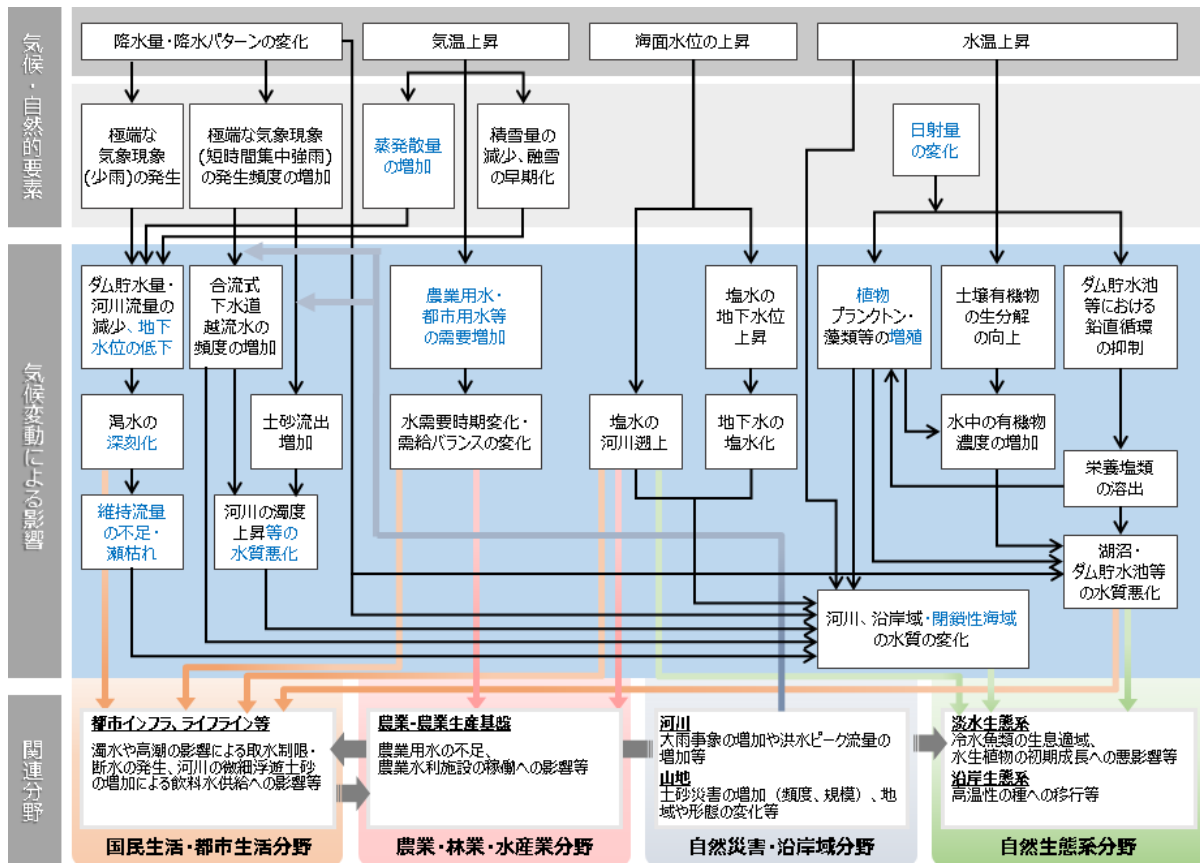 気候・自然的要素
降水量・降水パターンの変化
気温上昇
海面水位の上昇
水温上昇
極端な
気象現象
(少雨)の発生
極端な気象現象
(短時間集中強雨)
の発生頻度の増加
蒸発散量
の増加
積雪量の
減少、融雪
の早期化
日射量
の変化
気候変動による影響
ダム貯水量・
河川流量の
減少、地下
水位の低下
合流式
下水道
越流水の
頻度の増加
農業用水・
都市用水等
の需要増加
塩水の
地下水位
上昇
植物
プランクトン・
藻類等の増殖
土壌有機物
の生分解
の向上
ダム貯水池
等における
鉛直循環
の抑制
渇水の
深刻化
土砂流出
増加
水需要時期変化・
需給バランスの変化
塩水の
河川遡上
地下水の
塩水化
水中の有機物
濃度の増加
栄養塩類
の溶出
維持流量
の不足・
瀬枯れ
河川の濁度
上昇等の
水質悪化
湖沼・
ダム貯水池等
の水質悪化
河川、沿岸域・閉鎖性海域
の水質の変化
関連分野
都市インフラ、ライフライン等
濁水や高潮の影響による取水制限・
断水の発生、河川の微細浮遊土砂
の増加による飲料水供給への影響等
国民生活・都市生活分野
農業-農業生産基盤
農業用水の不足、
農業水利施設の稼働への影響等
農業・林業・水産業分野
河川
大雨事象の増加や洪水ピーク流量の
増加等
山地
土砂災害の増加（頻度、規模）、地
域や形態の変化等
自然災害・沿岸域分野
淡水生態系
冷水魚類の生息適域、
水生植物の初期成長への悪影響等
沿岸生態系
高温性の種への移行等
自然生態系分野